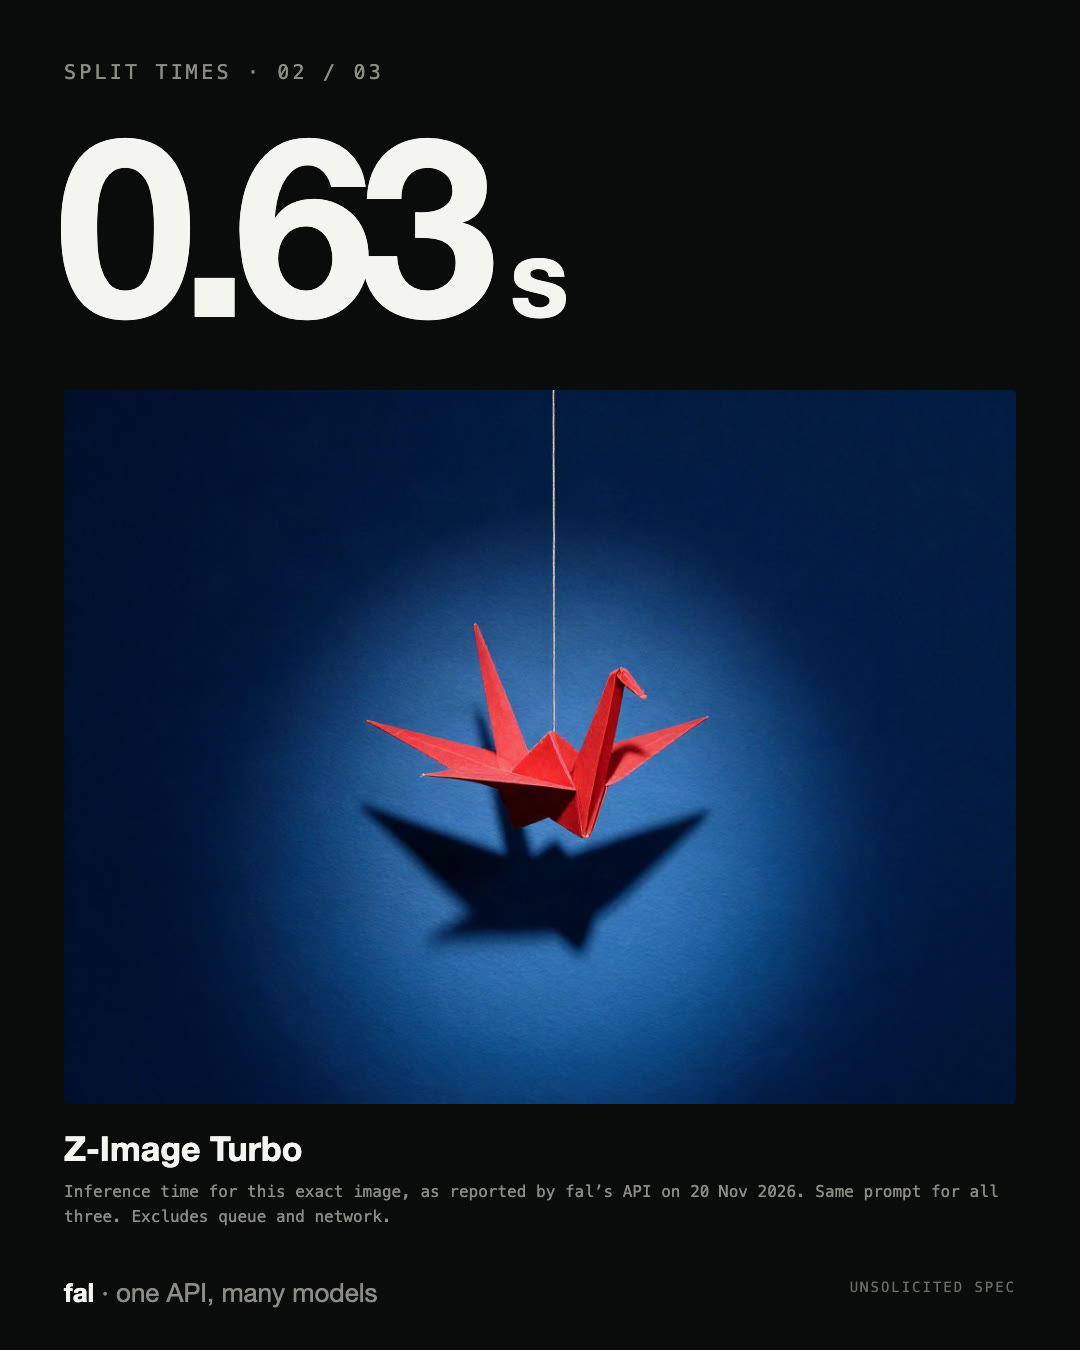 SPLIT TIMES · 02 / 03
0.63 s
Z-Image Turbo
Inference time for this exact image, as reported by fal’s API on 20 Nov 2026. Same prompt for all
three. Excludes queue and network.
fal · one API, many models
UNSOLICITED SPEC